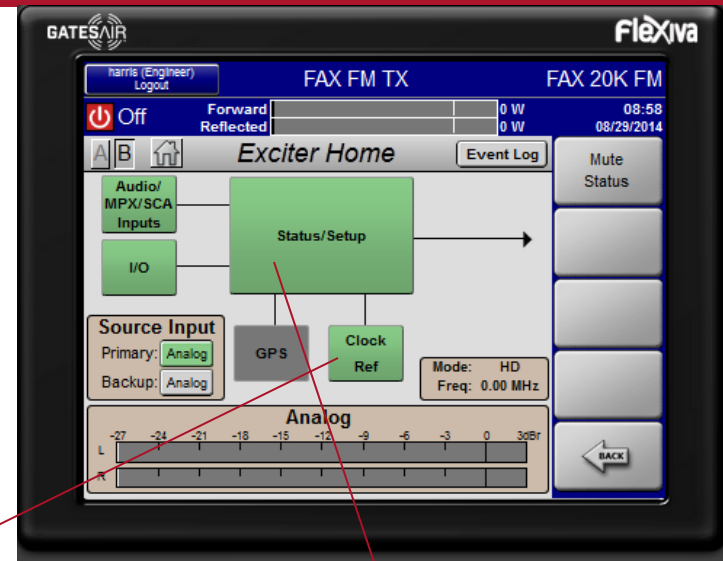 GATESAIR
Flexiva
harris (Engineer)
Logout
FAX FM TX
FAX 20K FM
Off
Forward
0 W
Reflected
0 W
08:58
08/29/2014
A B
Exciter Home
Event Log
Mute
Status
Audio/
MPX/SCA
Inputs
Status/Setup
I/O
Source Input
Primary: Analog
Backup: Analog
GPS
Clock
Ref
Mode: HD
Freq: 0.00 MHz
Analog
-27 -24 -21 -18 -15 -12 -9 -6 -3 0 3dBr
L
R
BACK